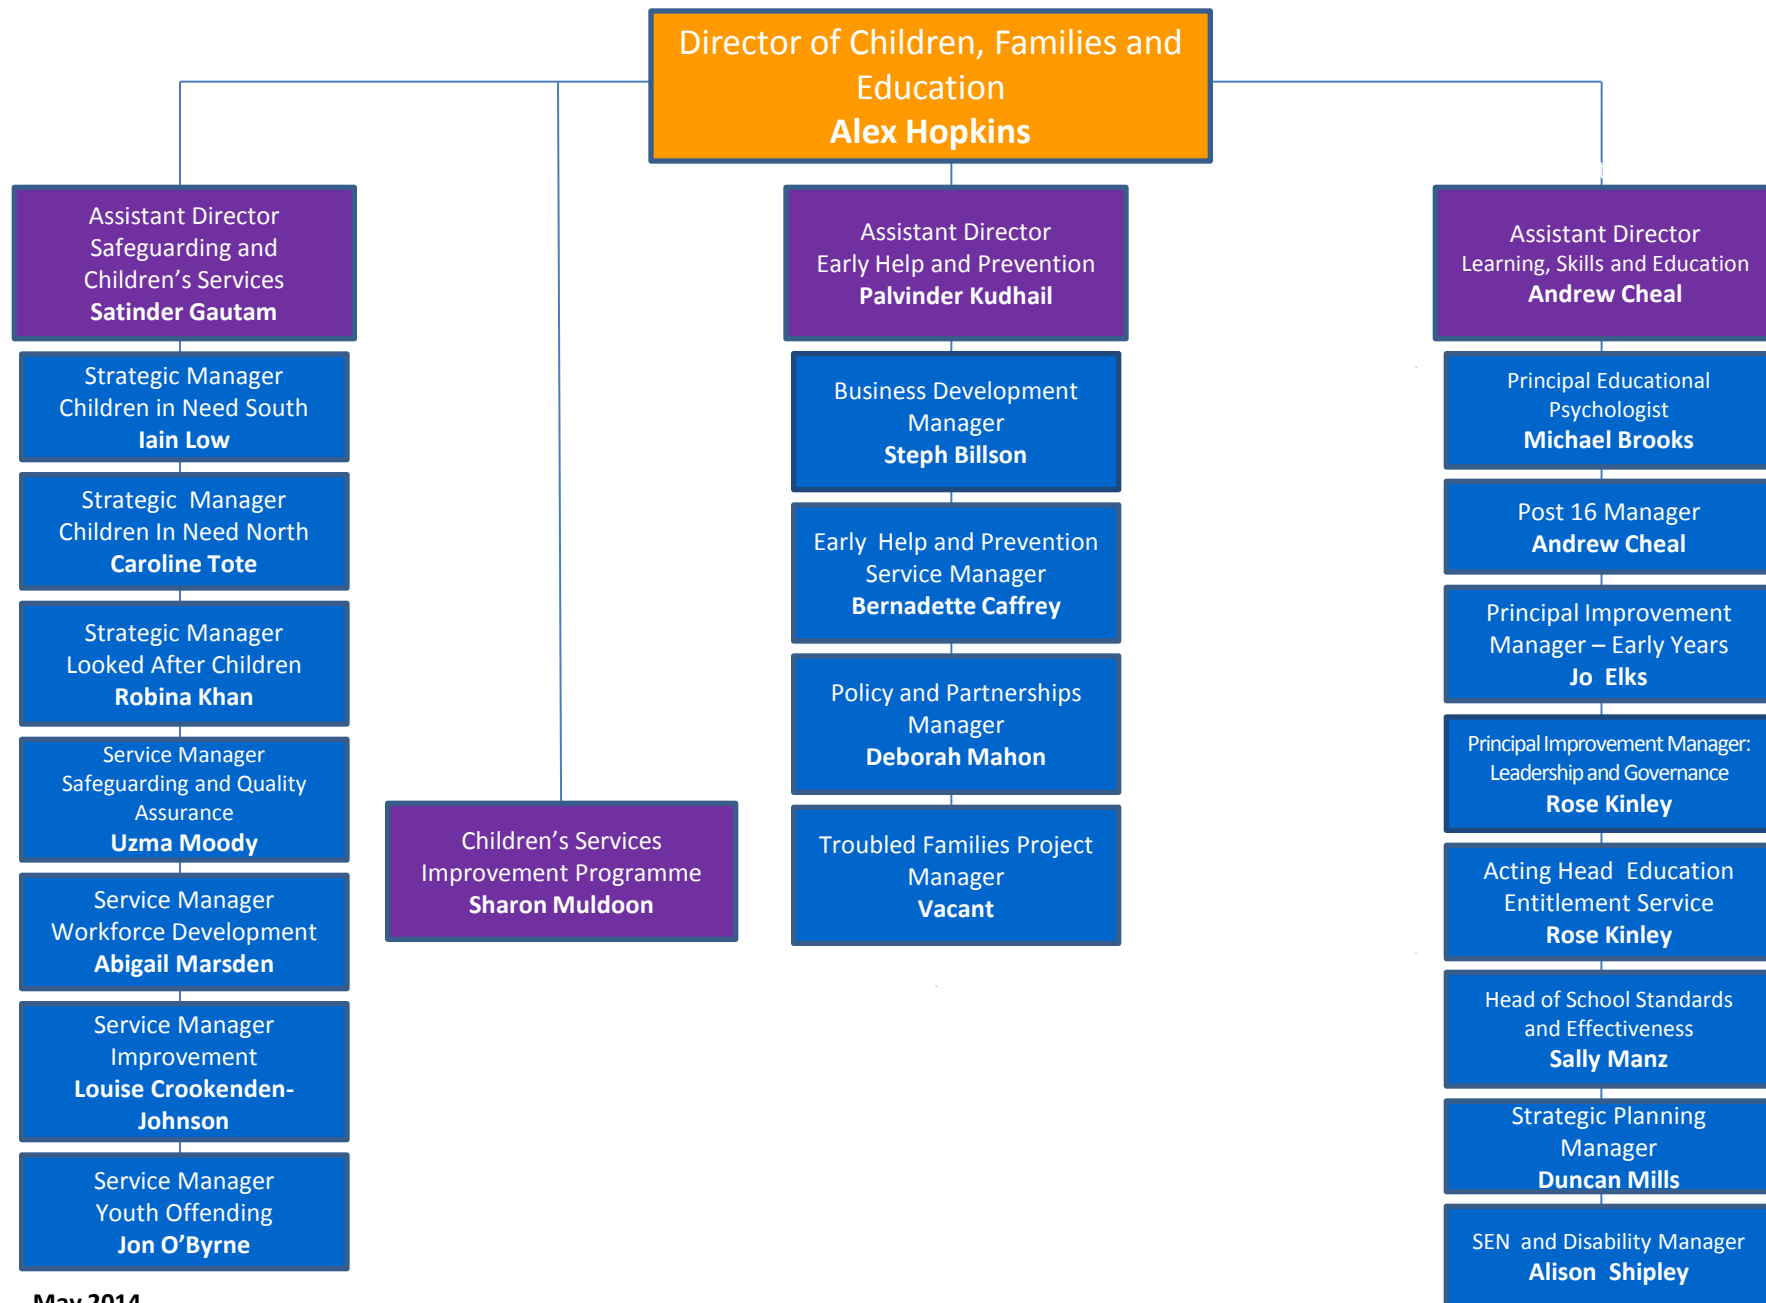 Director of Children, Families and
Education
Alex Hopkins
Assistant Director
Safeguarding and
Children’s Services
Satinder Gautam
Strategic Manager
Children in Need South
Iain Low
Strategic  Manager
Children In Need North
Caroline Tote
Strategic Manager
Looked After Children
Robina Khan
Service Manager
Safeguarding and Quality
Assurance
Uzma Moody
Service Manager
Workforce Development
Abigail Marsden
Service Manager
Improvement
Louise Crookenden-
Johnson
Service Manager
Youth Offending
Jon O’Byrne
Children’s Services
Improvement Programme
Sharon Muldoon
Assistant Director
Early Help and Prevention
Palvinder Kudhail
Business Development
Manager
Steph Billson
Early  Help and Prevention
Service Manager
Bernadette Caffrey
Policy and Partnerships
Manager
Deborah Mahon
Troubled Families Project
Manager
Vacant
Assistant Director
Learning, Skills and Education
Andrew Cheal
Principal Educational
Psychologist
Michael Brooks
Post 16 Manager
Andrew Cheal
Principal Improvement
Manager – Early Years
Jo  Elks
Principal Improvement Manager:
Leadership and Governance
Rose Kinley
Acting Head  Education
Entitlement Service
Rose Kinley
Head of School Standards
and Effectiveness
Sally Manz
Strategic Planning
Manager
Duncan Mills
SEN  and Disability Manager
Alison  Shipley
May 2014